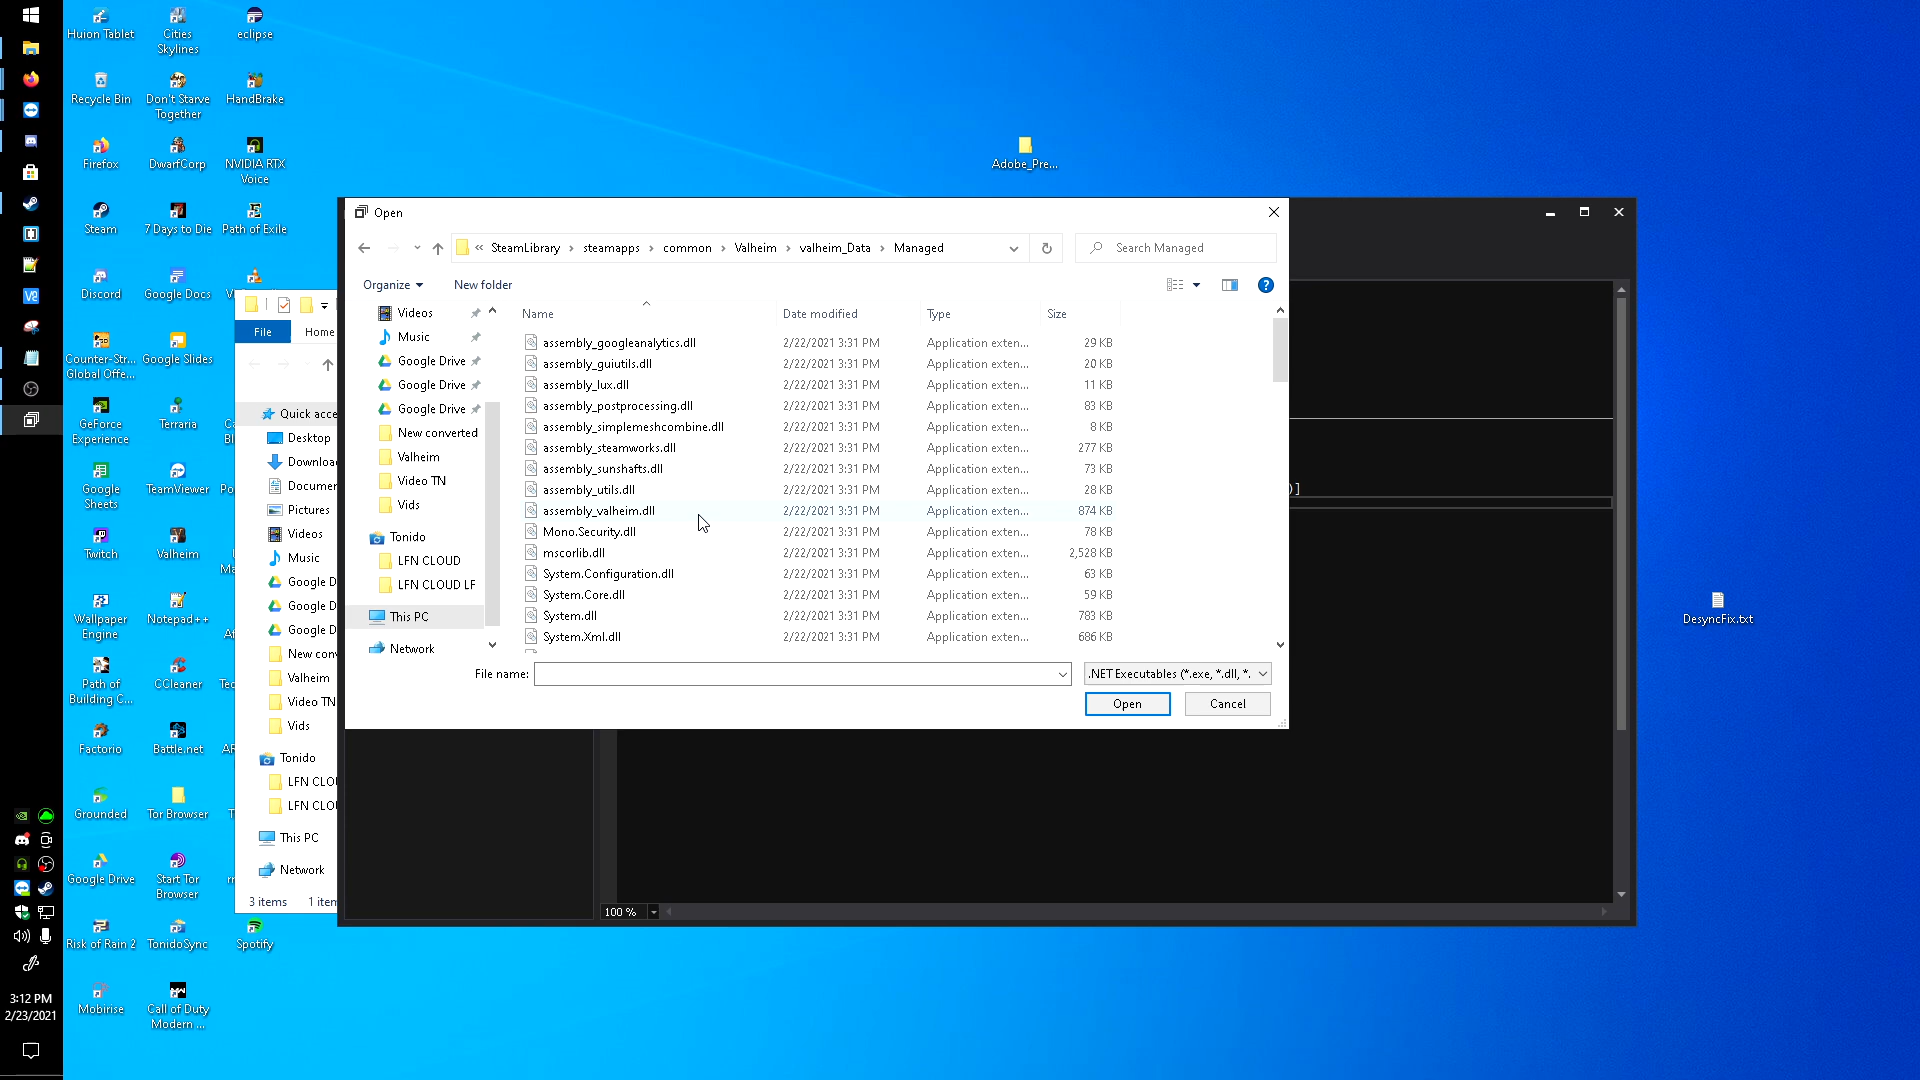 Huion Tablet
Cities
Skylines
eclipse
Recycle Bin
Don't Starve
Together
HandBrake
Firefox
DwarfCorp
NVIDIA RTX
Voice
Steam
7 Days to Die
Path of Exile
Discord
Google Docs
Counter-Str...
Global Offe...
Google Slides
GeForce
Experience
Terraria
Google
Sheets
TeamViewer
Twitch
Valheim
Wallpaper
Engine
Notepad++
Path of
Building C...
CCleaner
Factorio
Battle.net
Grounded
Tor Browser
Google Drive
Start Tor
Browser
Risk of Rain 2
TonidoSync
Spotify
Mobirise
Call of Duty
Modern ...
3:12 PM
2/23/2021
Adobe_Pre...
DesyncFix.txt
File
Home
Quick acce
Desktop
Downloa
Documer
Pictures
Videos
Music
Google D
Google D
Google D
New conv
Valheim
Video TN
Vids
Tonido
LFN CLO
LFN CLO
This PC
Network
3 items
1 item
Open
« SteamLibrary › steamapps › common › Valheim › valheim_Data › Managed
Search Managed
Organize
New folder
Videos
Music
Google Drive
Google Drive
Google Drive
New converted
Valheim
Video TN
Vids
Tonido
LFN CLOUD
LFN CLOUD LF
This PC
Network
Name Date modified Type Size
assembly_googleanalytics.dll 2/22/2021 3:31 PM Application exten... 29 KB
assembly_guiutils.dll 2/22/2021 3:31 PM Application exten... 20 KB
assembly_lux.dll 2/22/2021 3:31 PM Application exten... 11 KB
assembly_postprocessing.dll 2/22/2021 3:31 PM Application exten... 83 KB
assembly_simplemeshcombine.dll 2/22/2021 3:31 PM Application exten... 8 KB
assembly_steamworks.dll 2/22/2021 3:31 PM Application exten... 277 KB
assembly_sunshafts.dll 2/22/2021 3:31 PM Application exten... 73 KB
assembly_utils.dll 2/22/2021 3:31 PM Application exten... 28 KB
assembly_valheim.dll 2/22/2021 3:31 PM Application exten... 874 KB
Mono.Security.dll 2/22/2021 3:31 PM Application exten... 78 KB
mscorlib.dll 2/22/2021 3:31 PM Application exten... 2,528 KB
System.Configuration.dll 2/22/2021 3:31 PM Application exten... 63 KB
System.Core.dll 2/22/2021 3:31 PM Application exten... 59 KB
System.dll 2/22/2021 3:31 PM Application exten... 783 KB
System.Xml.dll 2/22/2021 3:31 PM Application exten... 686 KB
File name:
.NET Executables (*.exe, *.dll, *.
Open
Cancel
)]
100 %